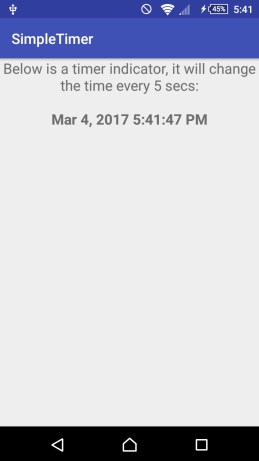 45% 5:41
SimpleTimer
Below is a timer indicator, it will change
the time every 5 secs:
Mar 4, 2017 5:41:47 PM